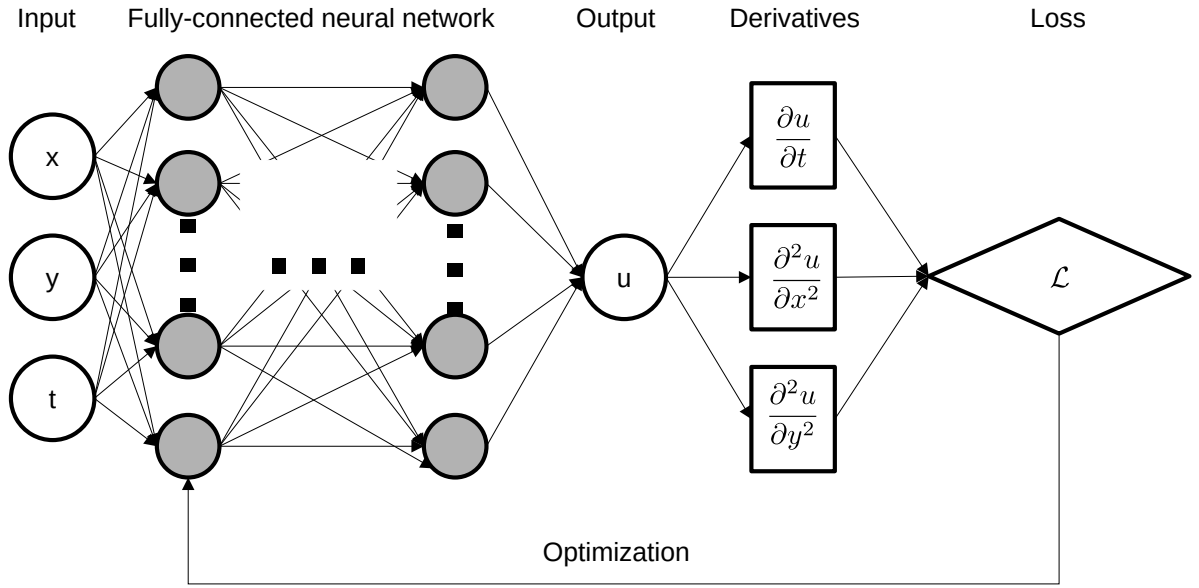 Input Fully-connected neural network Output Derivatives Loss
x
y
t
u
∂u
∂t
∂²u
∂x²
∂²u
∂y²
ℒ
Optimization